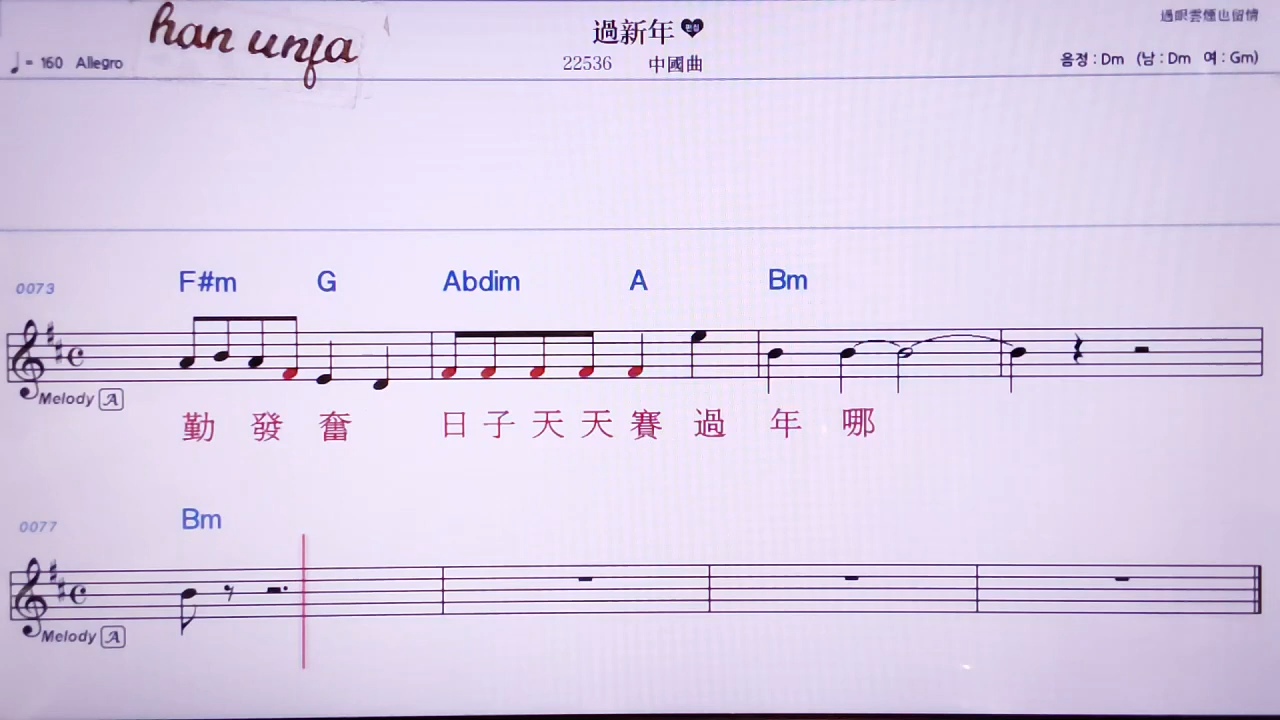 han unja
過新年
過眼雲煙也留情
♩= 160 Allegro
22536 中國曲
음정 : Dm (남 : Dm 여 : Gm)
F#m G Abdim A Bm
0073
Melody A
勤 發 奮 日 子 天 天 賽 過 年 哪
Bm
0077
Melody A